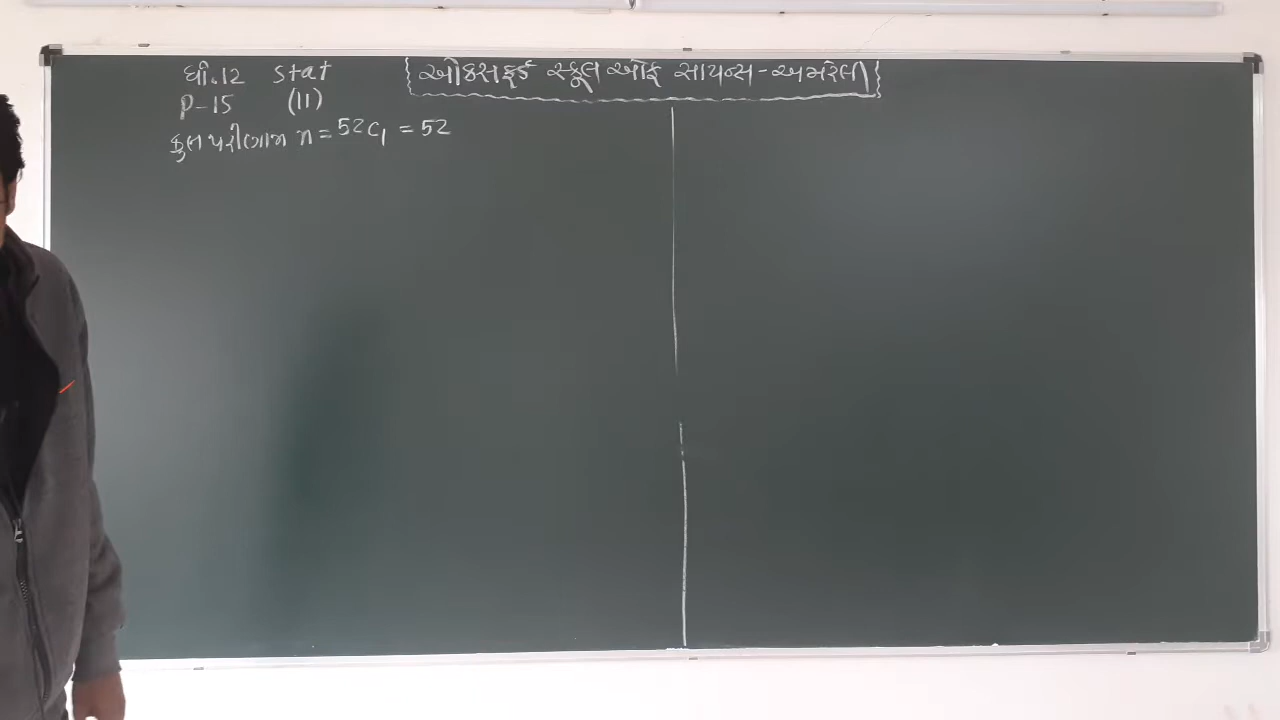 ધો.12 Stat
ઓક્સફર્ડ સ્કૂલ ઓફ સાયન્સ-અમરેલી
P-15 (11)
કુલ પરીણામ n = 52C1 = 52